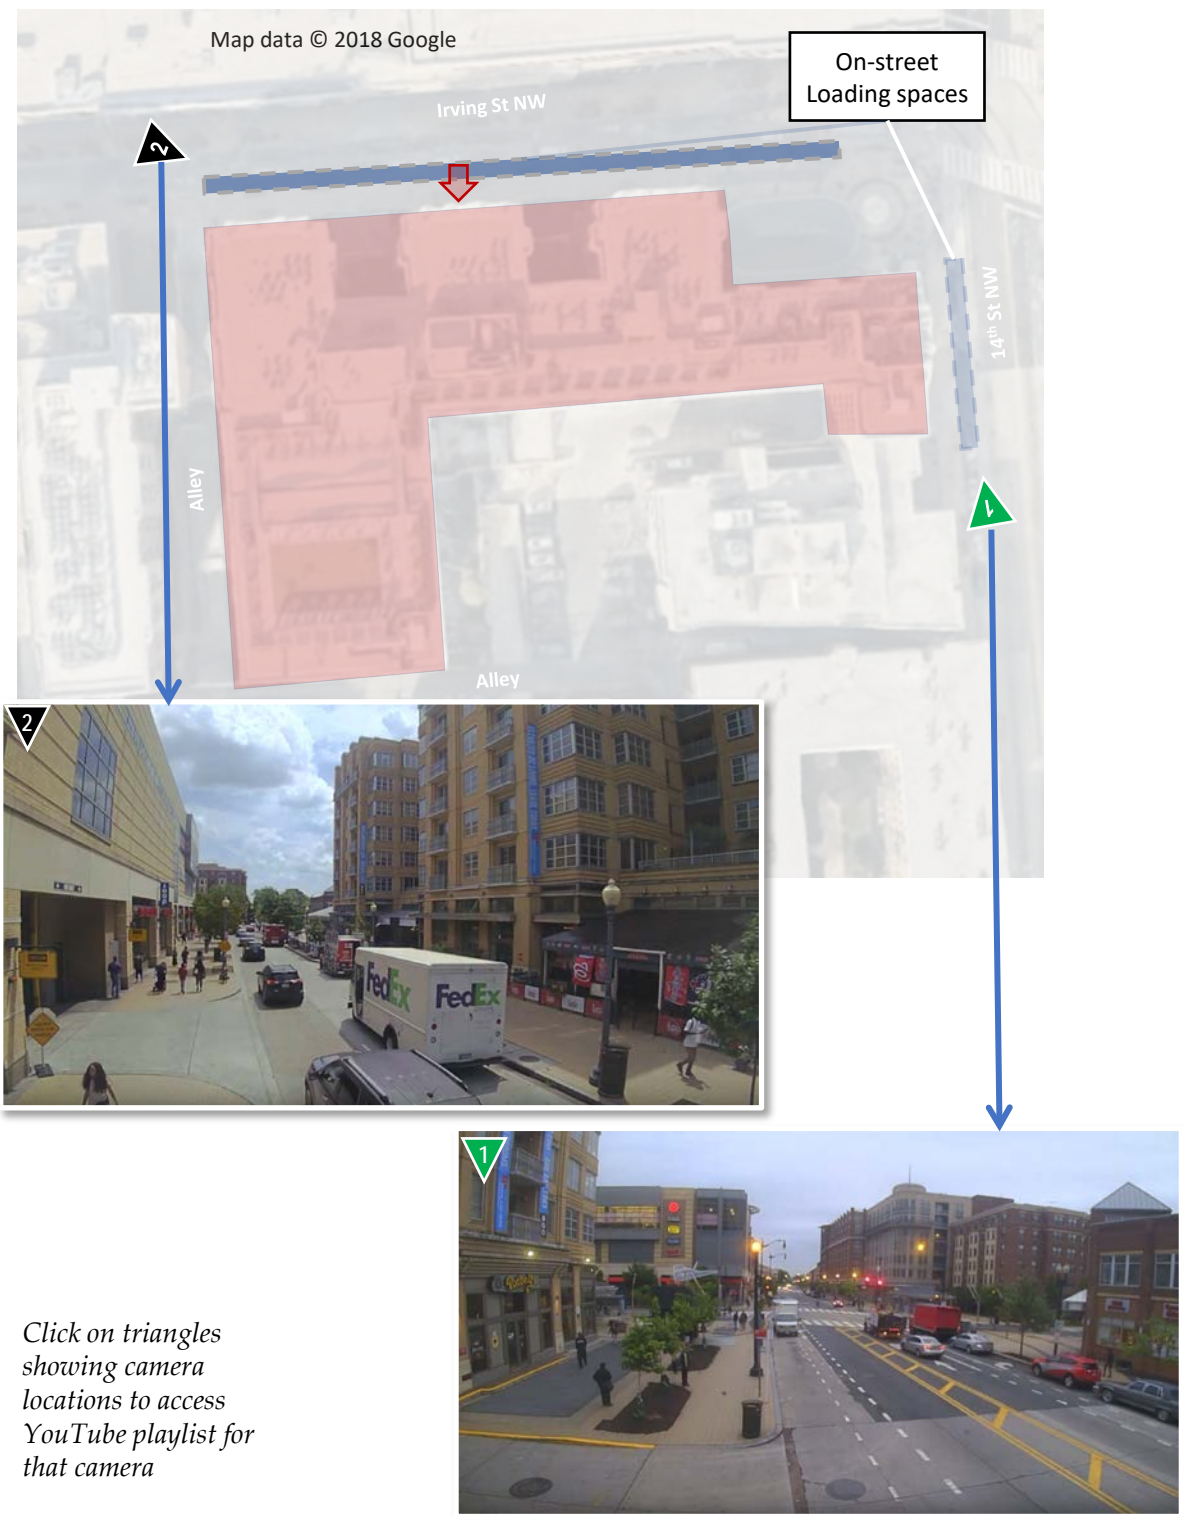 Map data © 2018 Google
On-street
Loading spaces
Irving St NW
2
14th St NW
Alley
1
Alley
2
FedEx
FedEx
1
Click on triangles
showing camera
locations to access
YouTube playlist for
that camera